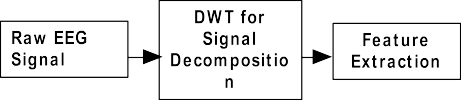 Raw EEG
Signal
DWT for
Signal
Decompositio
n
Feature
Extraction